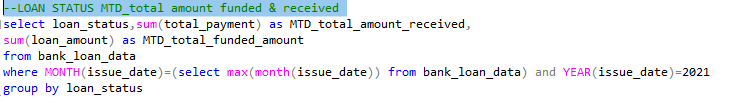 --LOAN STATUS MTD_total amount funded & received
select loan_status,sum(total_payment) as MTD_total_amount_received,
sum(loan_amount) as MTD_total_funded_amount
from bank_loan_data
where MONTH(issue_date)=(select max(month(issue_date)) from bank_loan_data) and YEAR(issue_date)=2021
group by loan_status